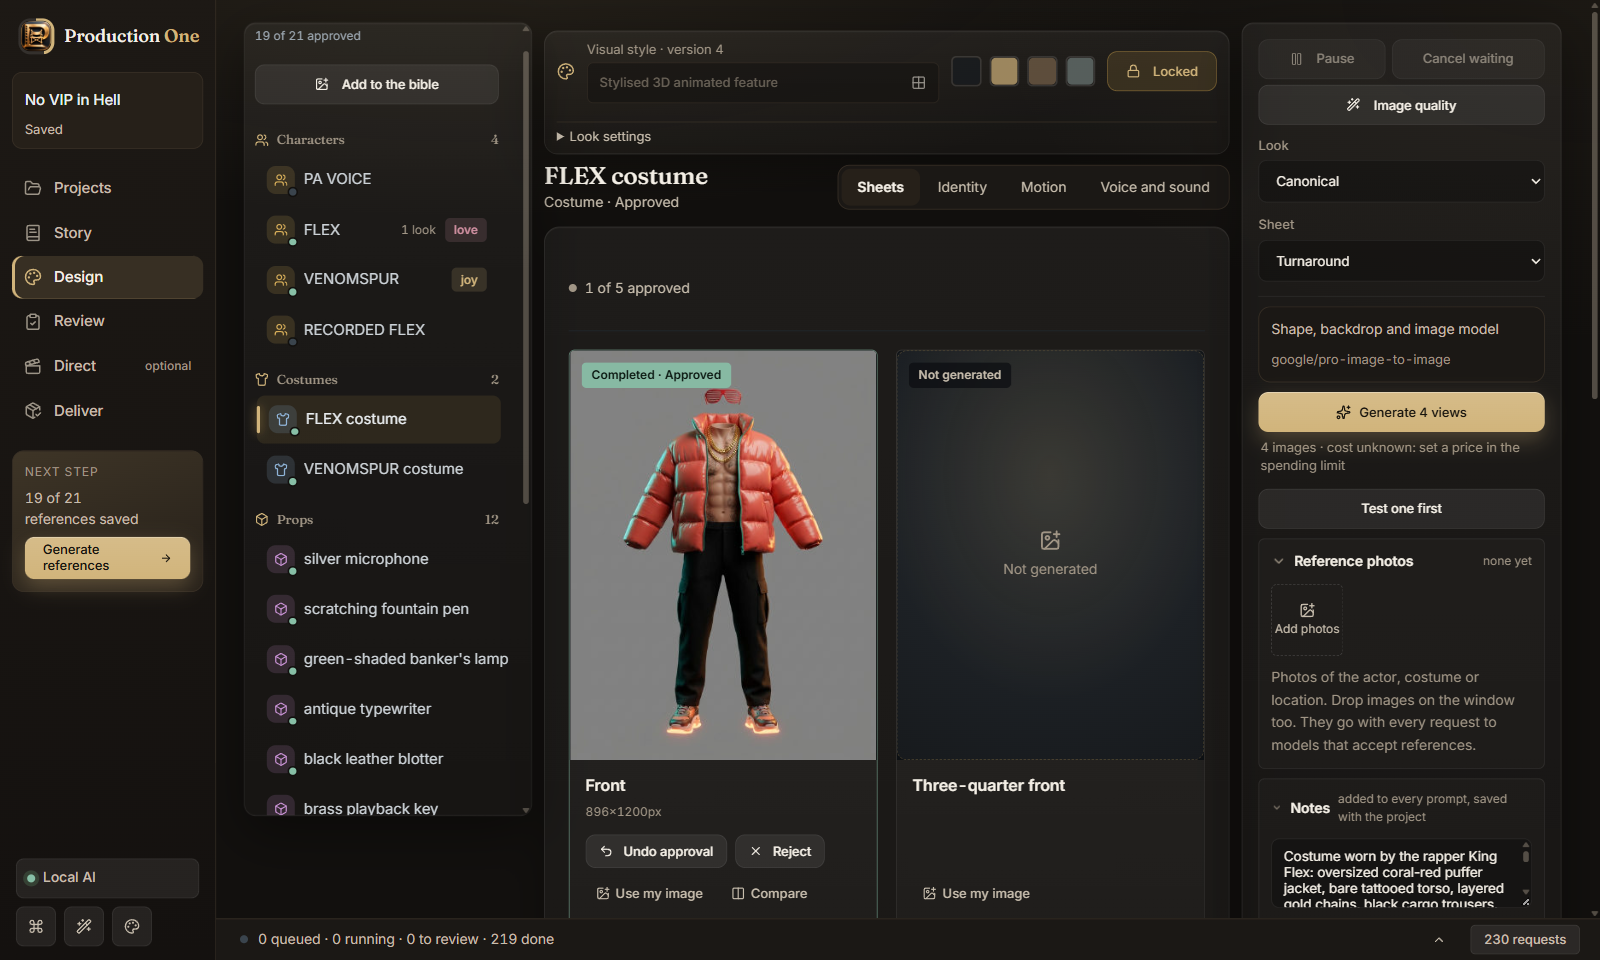 Production One
No VIP in Hell
Saved
Projects
Story
Design
Review
Direct
optional
Deliver
NEXT STEP
19 of 21
references saved
Generate
references
Local AI
19 of 21 approved
Add to the bible
Characters
4
PA VOICE
FLEX
1 look
love
VENOMSPUR
joy
RECORDED FLEX
Costumes
2
FLEX costume
VENOMSPUR costume
Props
12
silver microphone
scratching fountain pen
green-shaded banker's lamp
antique typewriter
black leather blotter
brass playback key
Visual style · version 4
Stylised 3D animated feature
Locked
Look settings
FLEX costume
Costume · Approved
Sheets
Identity
Motion
Voice and sound
1 of 5 approved
Completed · Approved
Front
896×1200px
Undo approval
Reject
Use my image
Compare
Not generated
Not generated
Three-quarter front
Use my image
Pause
Cancel waiting
Image quality
Look
Canonical
Sheet
Turnaround
Shape, backdrop and image model
google/pro-image-to-image
Generate 4 views
4 images · cost unknown: set a price in the
spending limit
Test one first
Reference photos
none yet
Add photos
Photos of the actor, costume or
location. Drop images on the window
too. They go with every request to
models that accept references.
Notes
added to every prompt, saved
with the project
Costume worn by the rapper King
Flex: oversized coral-red puffer
jacket, bare tattooed torso, layered
gold chains, black cargo trousers,
0 queued · 0 running · 0 to review · 219 done
230 requests